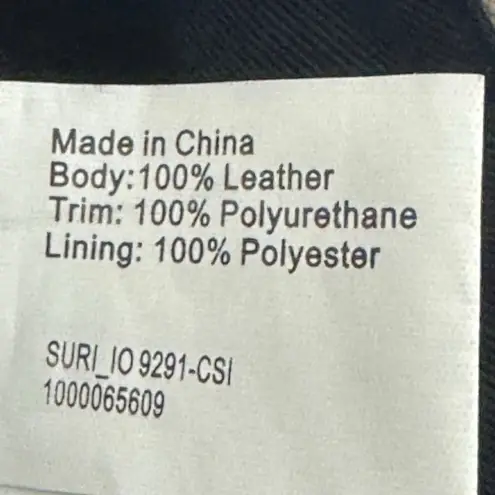 Made in China
Body:100% Leather
Trim: 100% Polyurethane
Lining: 100% Polyester
SURI_IO 9291-CSI
1000065609